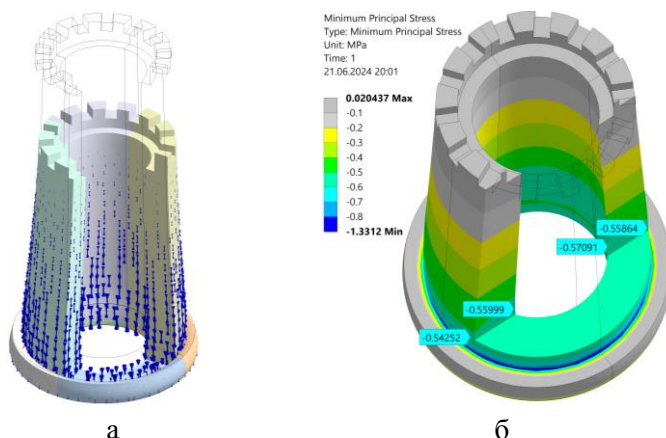 Minimum Principal Stress
Type: Minimum Principal Stress
Unit: MPa
Time: 1
21.06.2024 20:01
0.020437 Max
-0.1
-0.2
-0.3
-0.4
-0.5
-0.6
-0.7
-0.8
-1.3312 Min
-0.55864
-0.57091
-0.55999
-0.54252
а
б